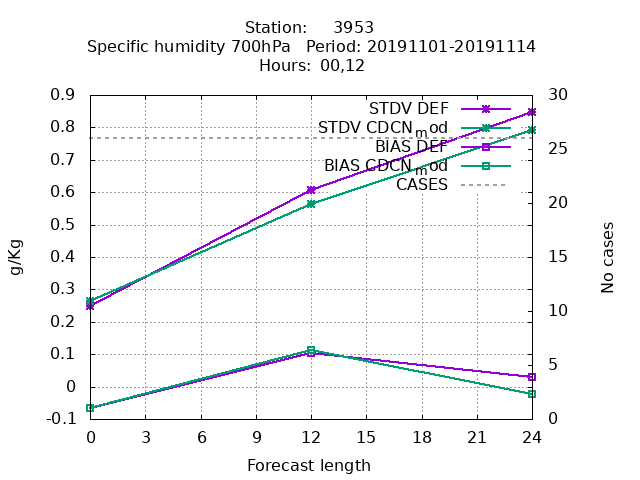 Station: 3953
Specific humidity 700hPa Period: 20191101-20191114
Hours: 00,12
0.9
0.8
0.7
0.6
0.5
0.4
0.3
0.2
0.1
0
-0.1
g/Kg
STDV DEF
STDV CDCN_mod
BIAS DEF
BIAS CDCN_mod
CASES
30
25
20
15
10
5
0
No cases
0 3 6 9 12 15 18 21 24
Forecast length